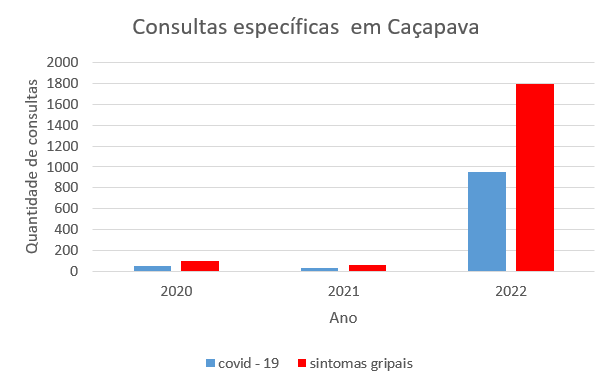 Consultas específicas em Caçapava
Quantidade de consultas
2000
1800
1600
1400
1200
1000
800
600
400
200
0
2020 2021 2022
Ano
covid - 19 sintomas gripais